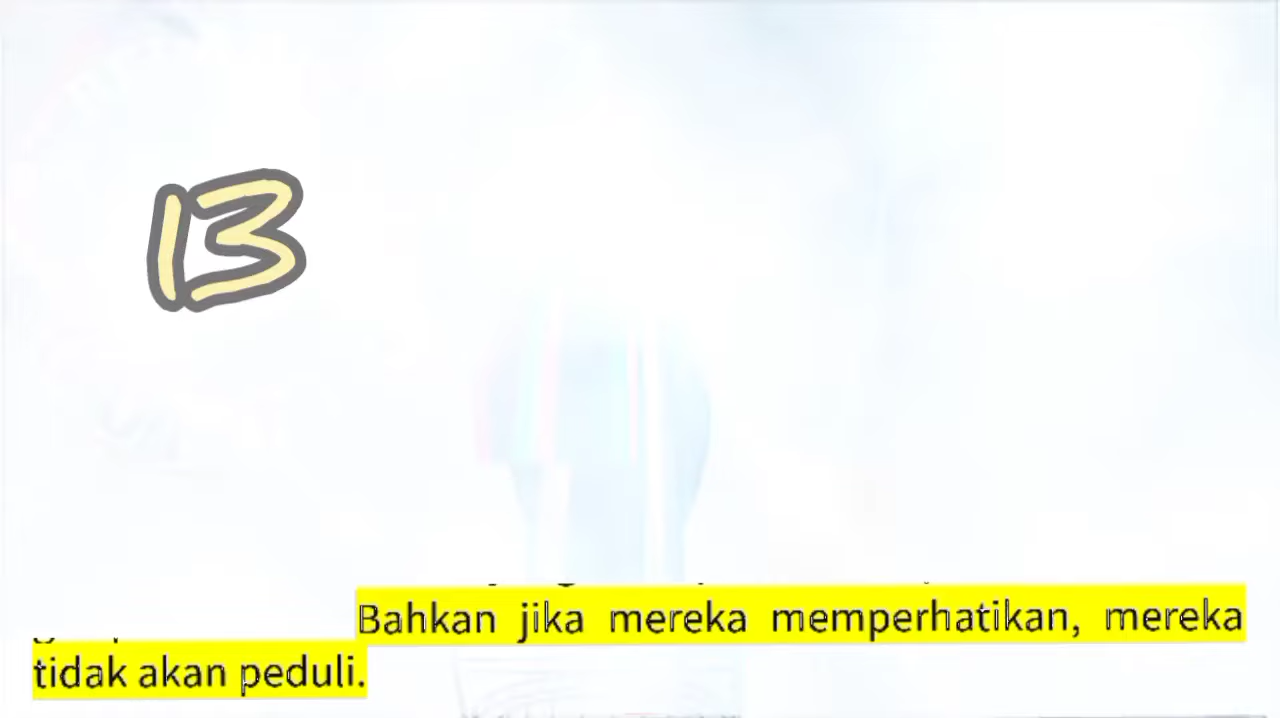 13
Bahkan jika mereka memperhatikan, mereka
tidak akan peduli.